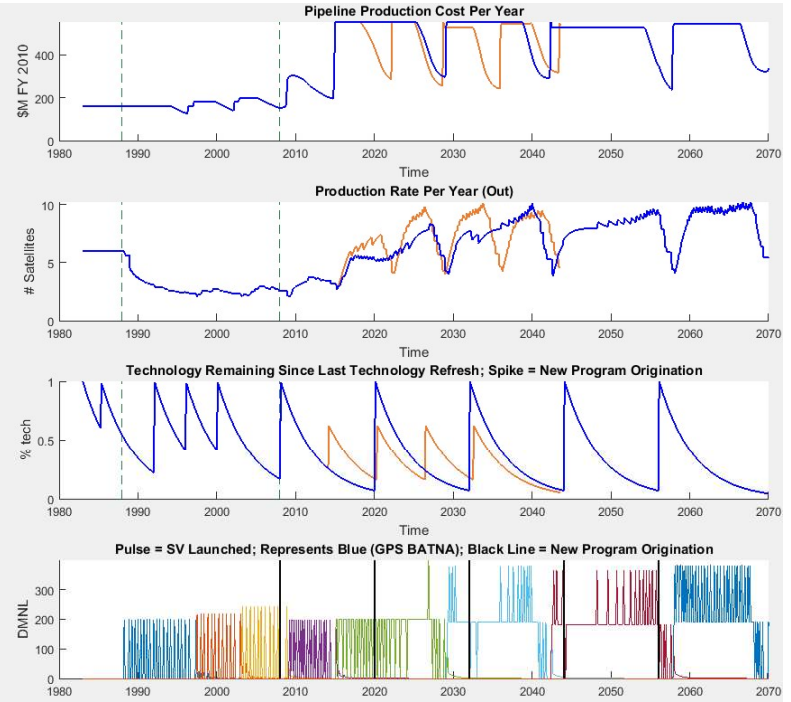 Pipeline Production Cost Per Year
$M FY 2010
400
200
0
1980 1990 2000 2010 2020 2030 2040 2050 2060 2070
Time
Production Rate Per Year (Out)
# Satellites
10
5
0
1980 1990 2000 2010 2020 2030 2040 2050 2060 2070
Time
Technology Remaining Since Last Technology Refresh; Spike = New Program Origination
% tech
1
0.5
0
1980 1990 2000 2010 2020 2030 2040 2050 2060 2070
Time
Pulse = SV Launched; Represents Blue (GPS BATNA); Black Line = New Program Origination
DMNL
300
200
100
0
1980 1990 2000 2010 2020 2030 2040 2050 2060 2070